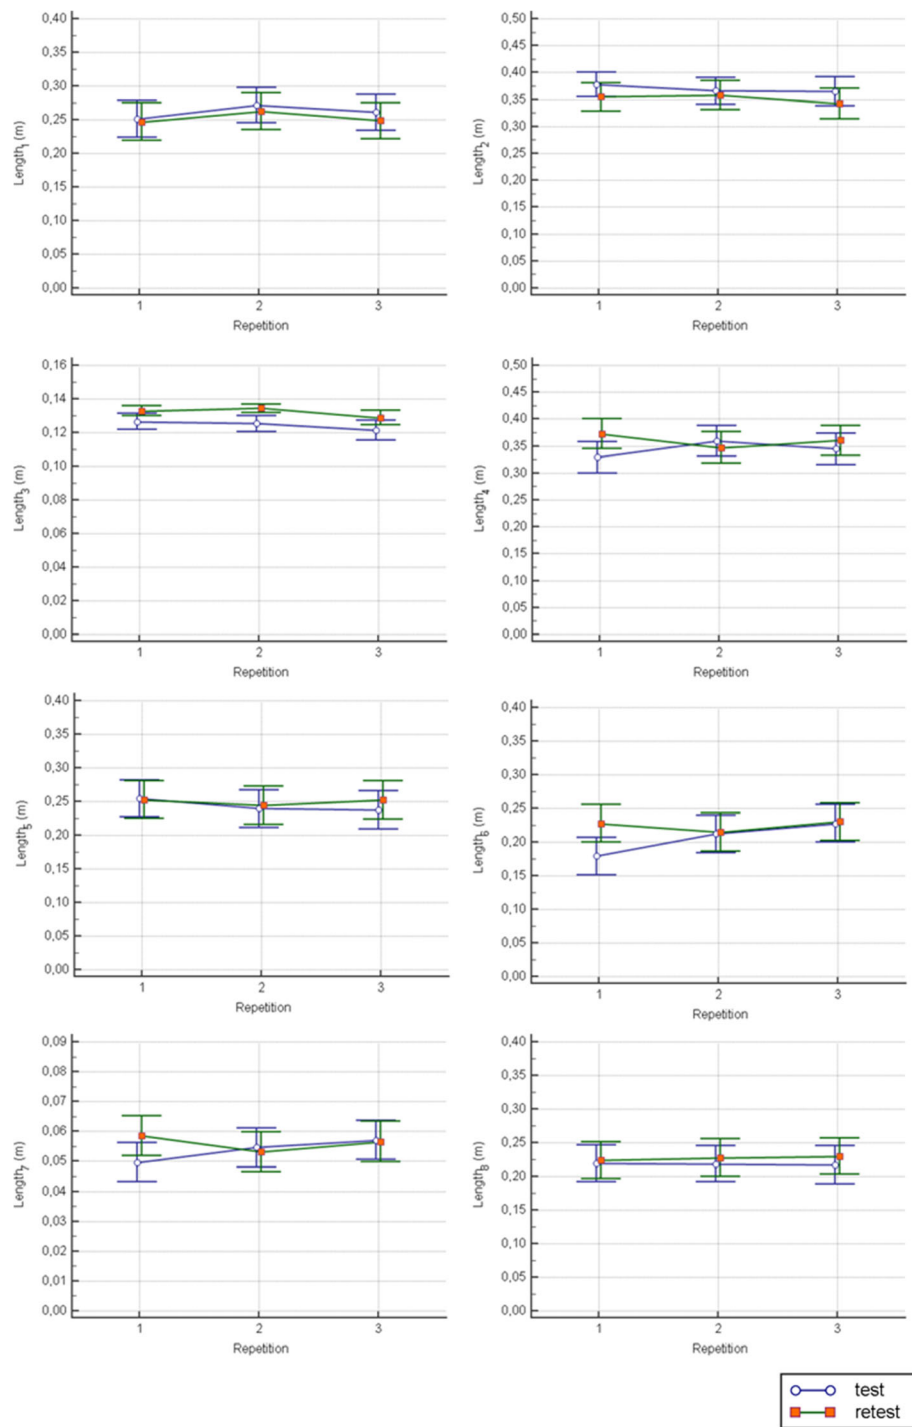 0,40
0,35
0,30
0,25
0,20
0,15
0,10
0,05
0,00
Length1 (m)
1 2 3
Repetition
0,50
0,45
0,40
0,35
0,30
0,25
0,20
0,15
0,10
0,05
0,00
Length2 (m)
1 2 3
Repetition
0,16
0,14
0,12
0,10
0,08
0,06
0,04
0,02
0,00
Length3 (m)
1 2 3
Repetition
0,50
0,45
0,40
0,35
0,30
0,25
0,20
0,15
0,10
0,05
0,00
Length4 (m)
1 2 3
Repetition
0,40
0,35
0,30
0,25
0,20
0,15
0,10
0,05
0,00
Length5 (m)
1 2 3
Repetition
0,40
0,35
0,30
0,25
0,20
0,15
0,10
0,05
0,00
Length6 (m)
1 2 3
Repetition
0,09
0,08
0,07
0,06
0,05
0,04
0,03
0,02
0,01
0,00
Length7 (m)
1 2 3
Repetition
0,40
0,35
0,30
0,25
0,20
0,15
0,10
0,05
0,00
Length8 (m)
1 2 3
Repetition
test
retest